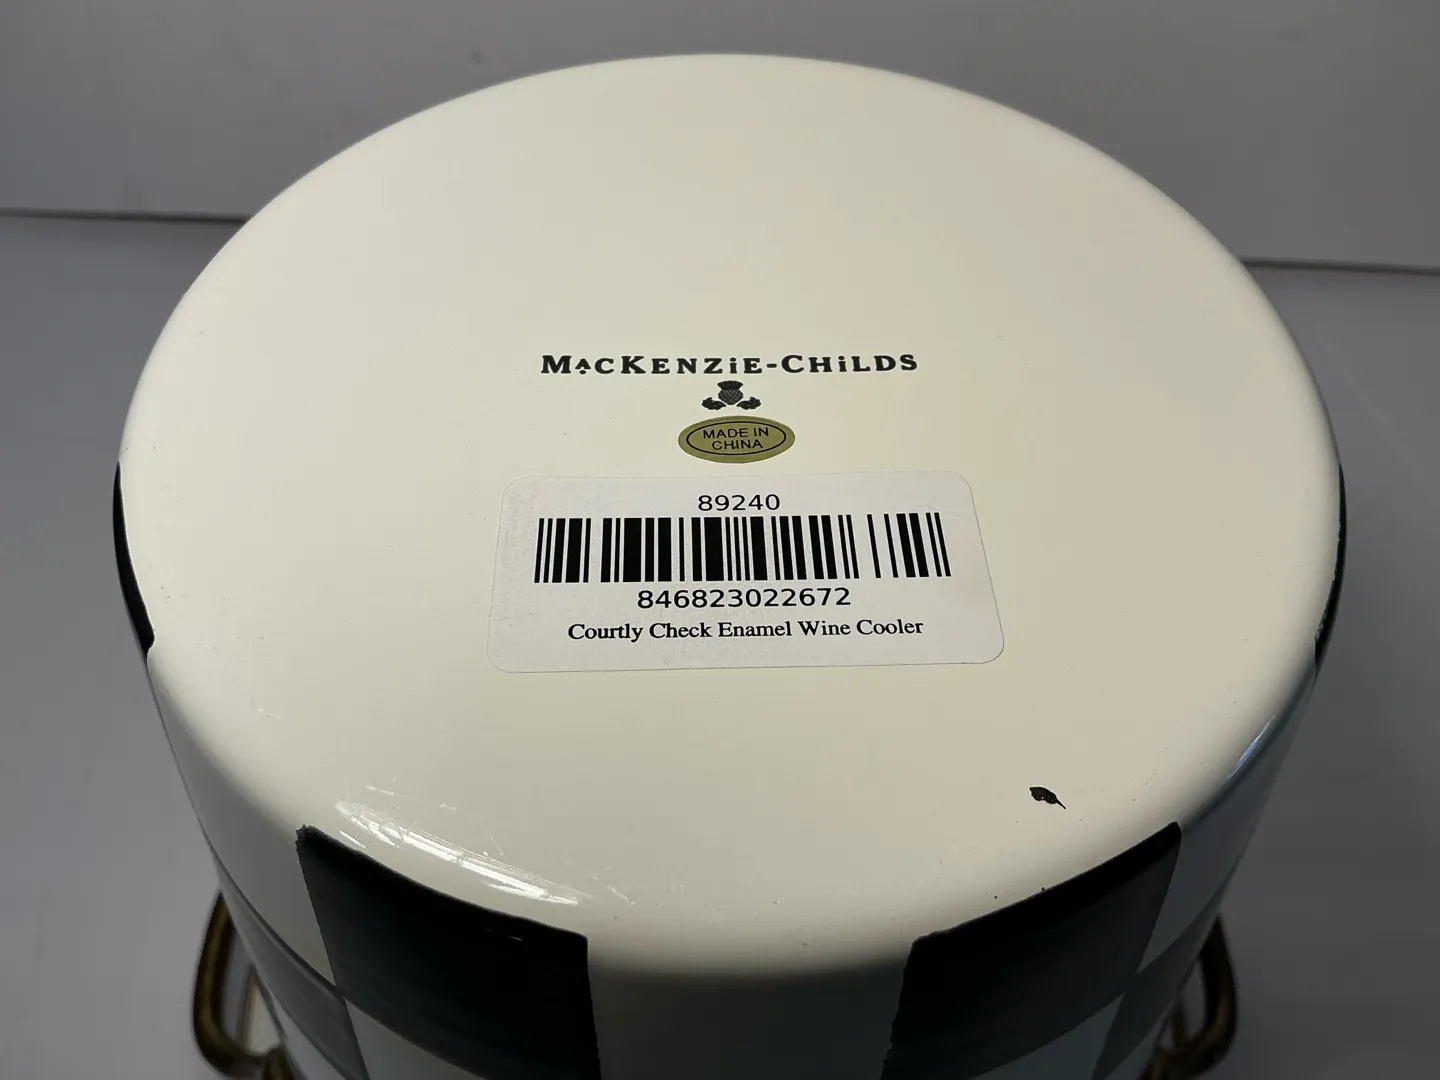 MACKENZiE-CHiLDS
MADE IN
CHINA
89240
846823022672
Courtly Check Enamel Wine Cooler